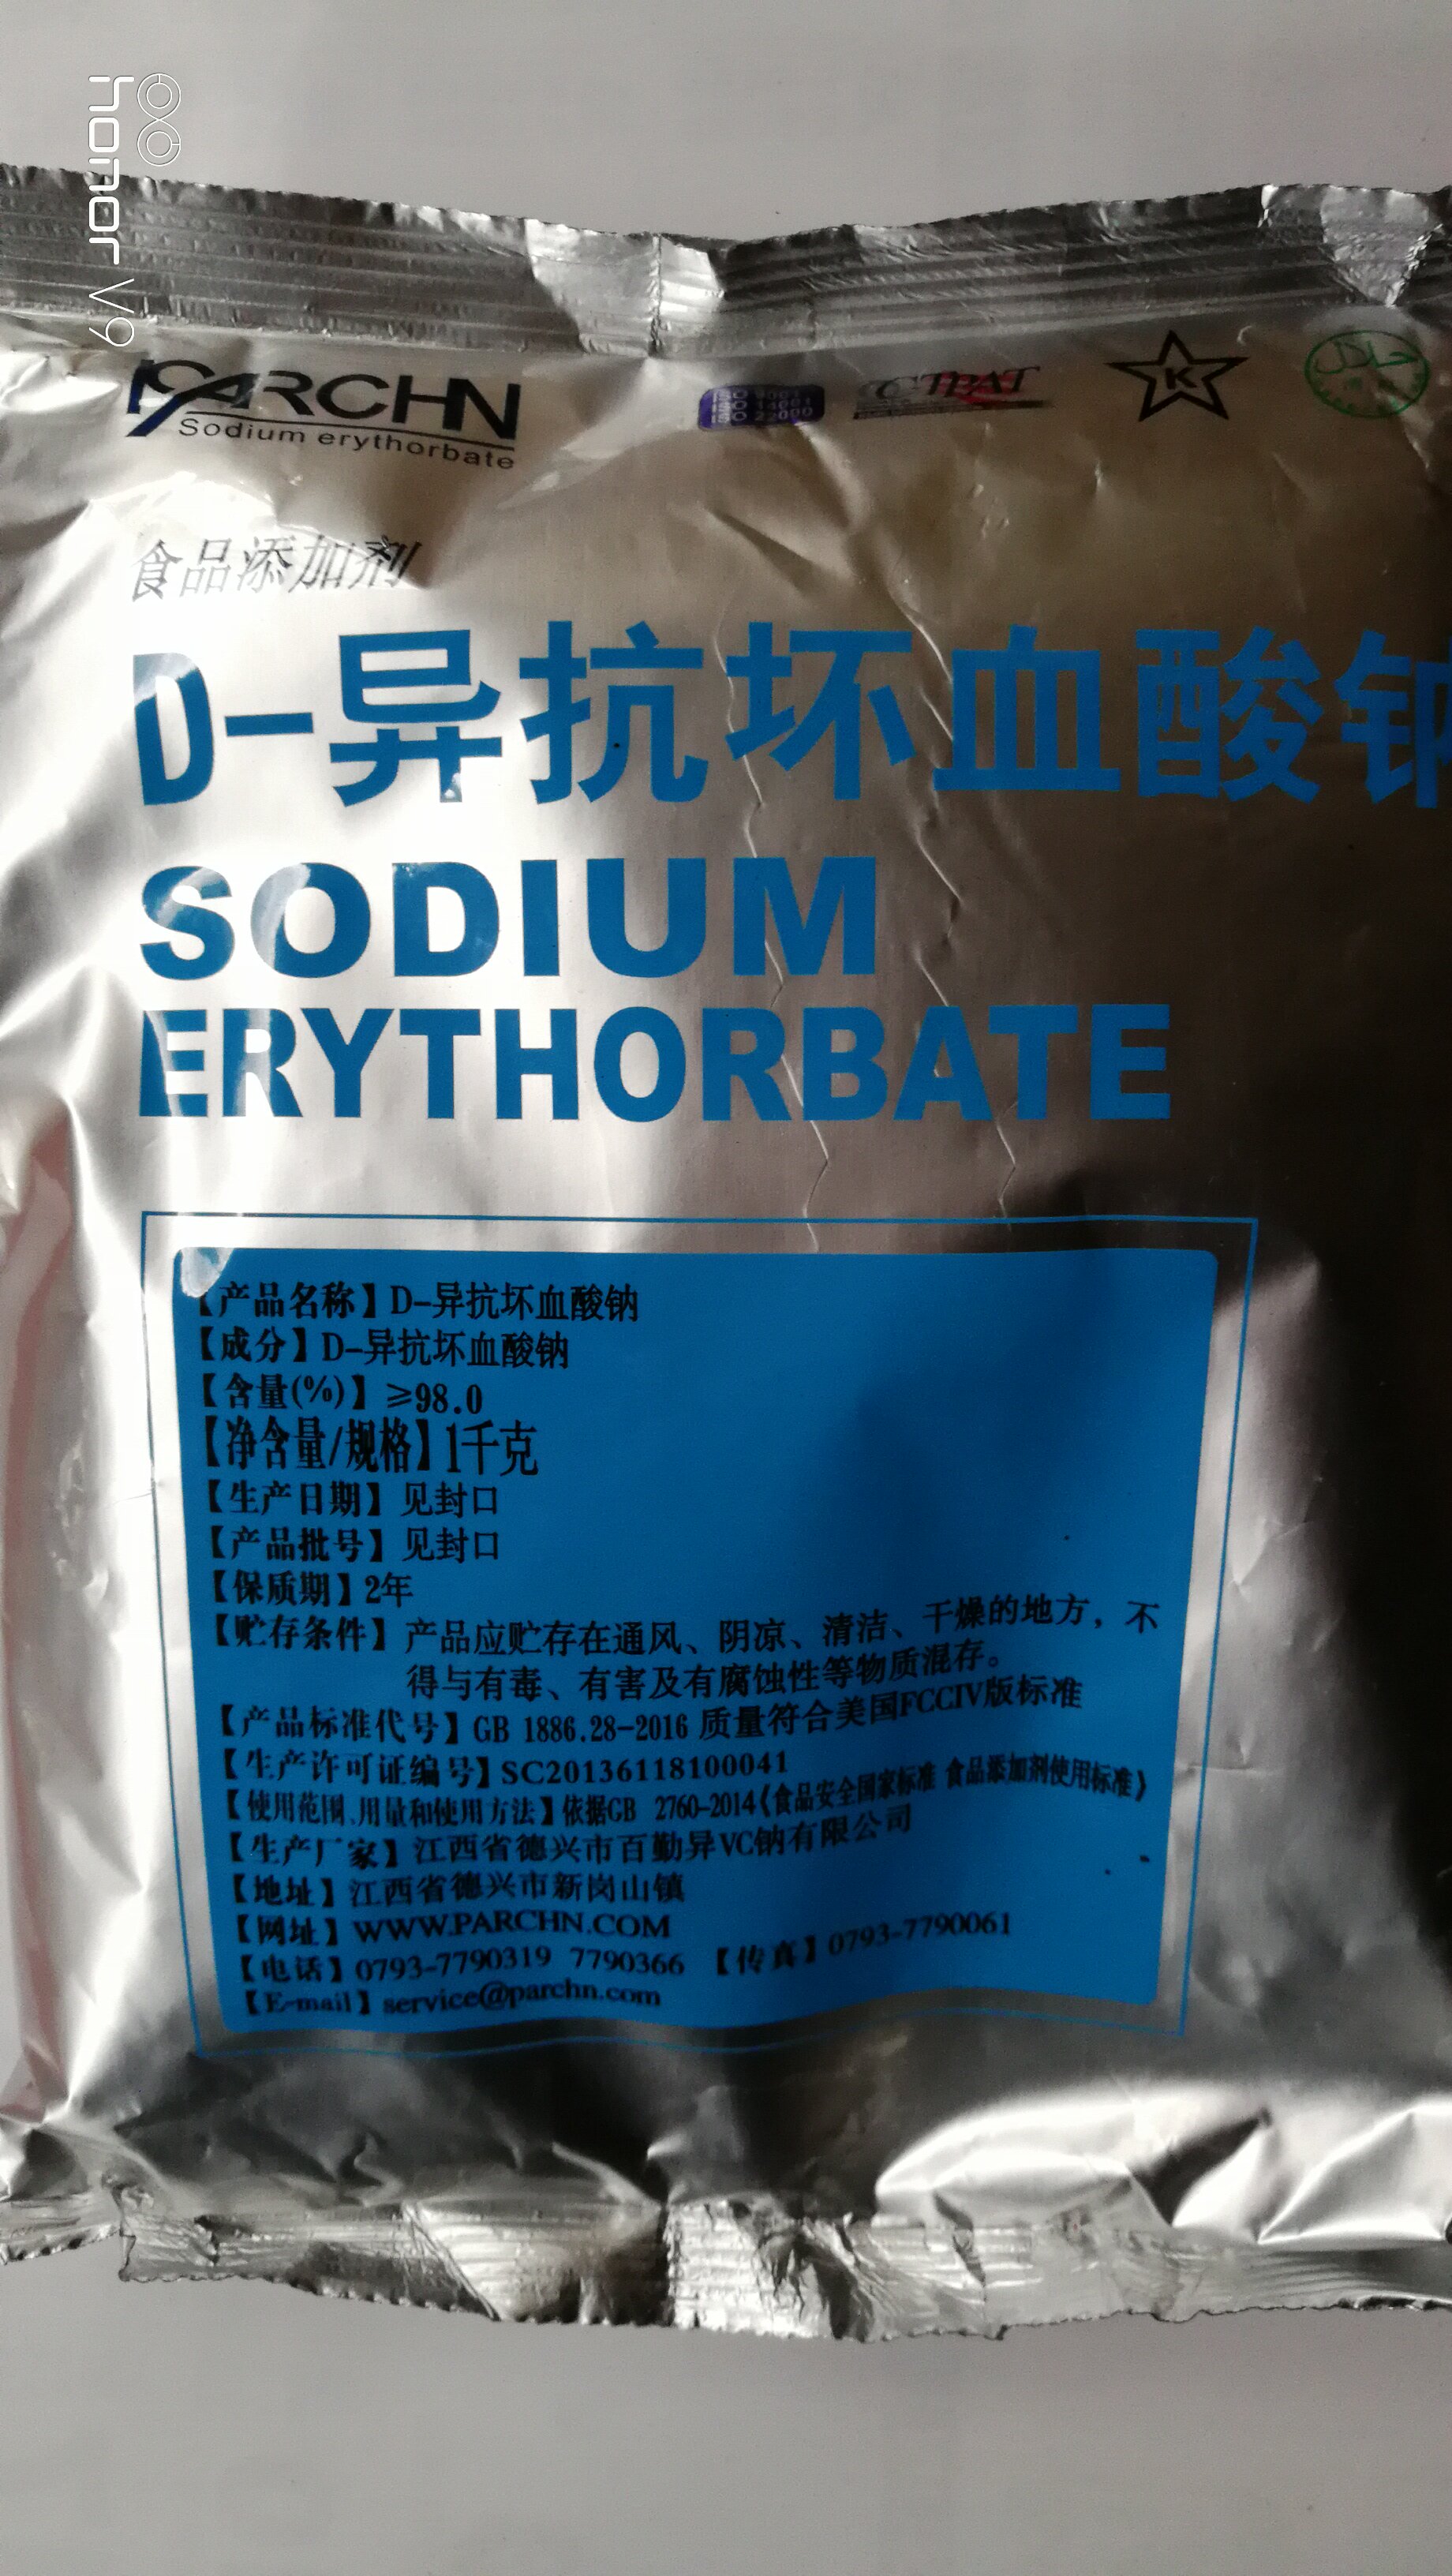 honor V9
PARCHN
Sodium erythorbate
ISO 9001
ISO 14001
ISO 22000
C-TPAT
K
حلال
食品添加剂
D-异抗坏血酸钠
SODIUM
ERYTHORBATE
【产品名称】D-异抗坏血酸钠
【成分】D-异抗坏血酸钠
【含量(%)】≥98.0
【净含量/规格】1千克
【生产日期】见封口
【产品批号】见封口
【保质期】2年
【贮存条件】产品应贮存在通风、阴凉、清洁、干燥的地方，不
得与有毒、有害及有腐蚀性等物质混存。
【产品标准代号】GB 1886.28-2016 质量符合美国FCCIV版标准
【生产许可证编号】SC20136118100041
【使用范围、用量和使用方法】依据GB 2760-2014《食品安全国家标准 食品添加剂使用标准》
【生产厂家】江西省德兴市百勤异VC钠有限公司
【地址】江西省德兴市新岗山镇
【网址】WWW.PARCHN.COM
【电话】0793-7790319 7790366 【传真】0793-7790061
【E-mail】service@parchn.com